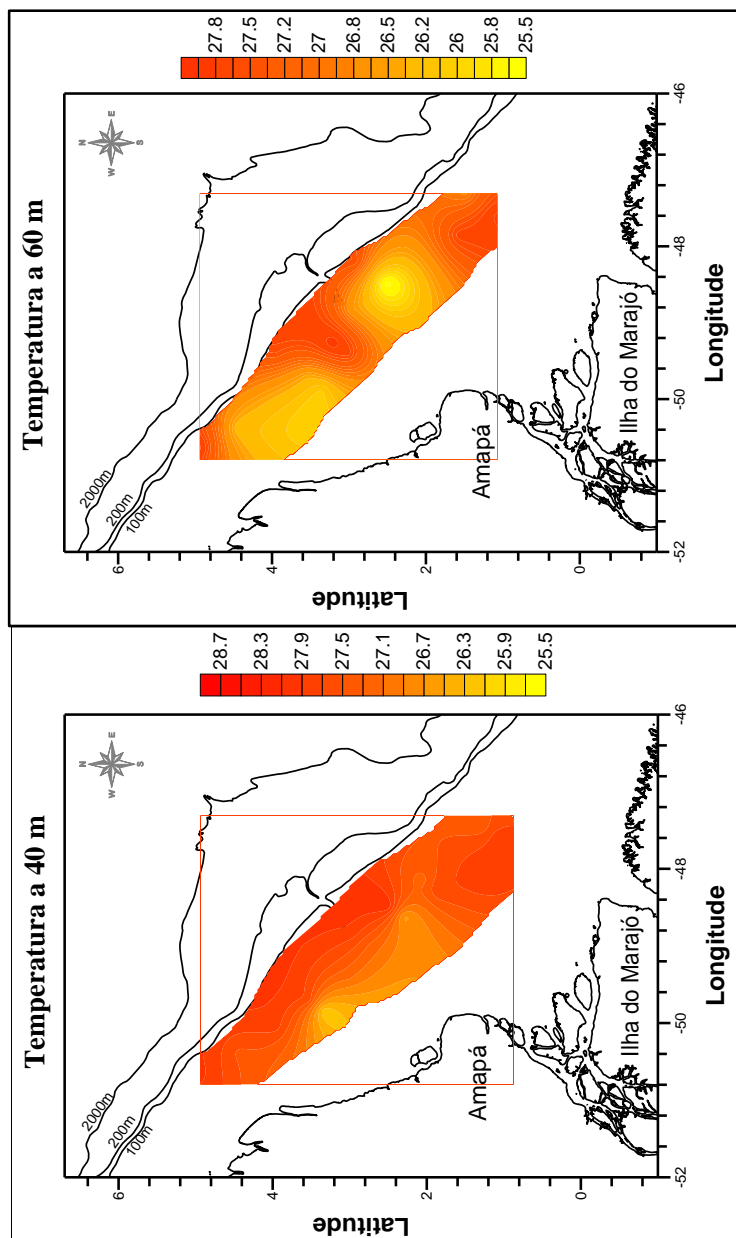 Temperatura a 40 m
N
E
S
W
2000m
200m
100m
Amapá
Ilha do Marajó
6
4
2
0
-52
-50
-48
-46
Latitude
Longitude
28.7
28.3
27.9
27.5
27.1
26.7
26.3
25.9
25.5
Temperatura a 60 m
N
E
S
W
2000m
200m
100m
Amapá
Ilha do Marajó
6
4
2
0
-52
-50
-48
-46
Latitude
Longitude
27.8
27.5
27.2
27
26.8
26.5
26.2
26
25.8
25.5